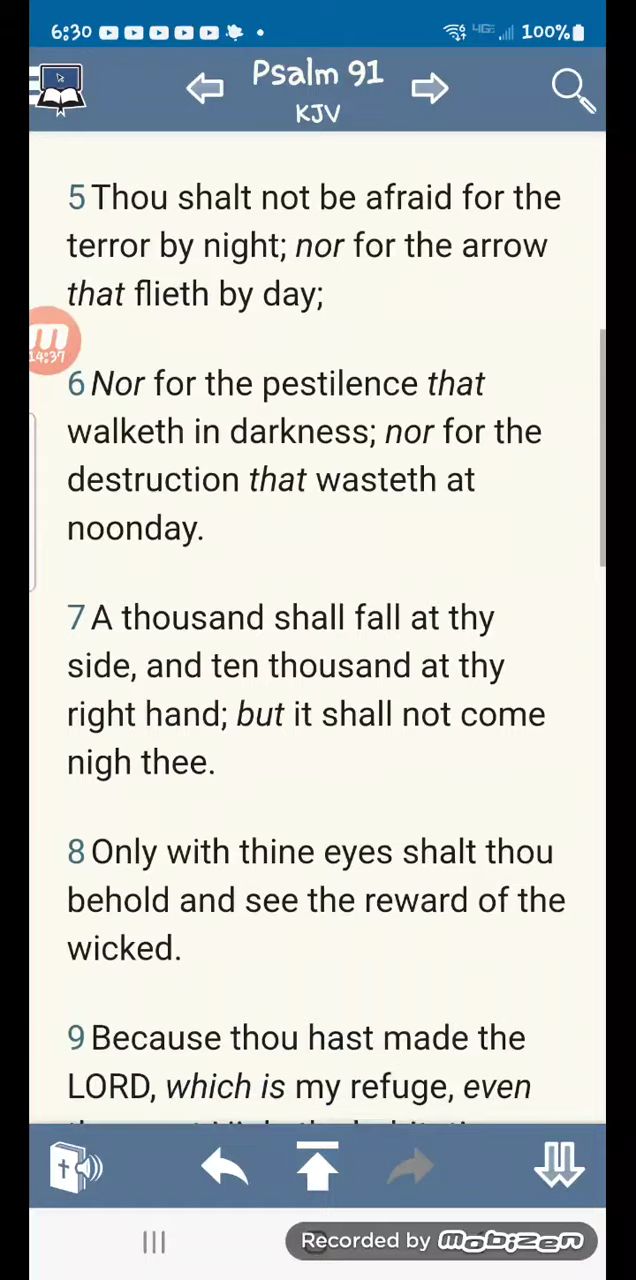 6:30
4GE
100%
Psalm 91
KJV
5 Thou shalt not be afraid for the
terror by night; nor for the arrow
that flieth by day;
14:37
6 Nor for the pestilence that
walketh in darkness; nor for the
destruction that wasteth at
noonday.
7 A thousand shall fall at thy
side, and ten thousand at thy
right hand; but it shall not come
nigh thee.
8 Only with thine eyes shalt thou
behold and see the reward of the
wicked.
9 Because thou hast made the
LORD, which is my refuge, even
Recorded by mobizen